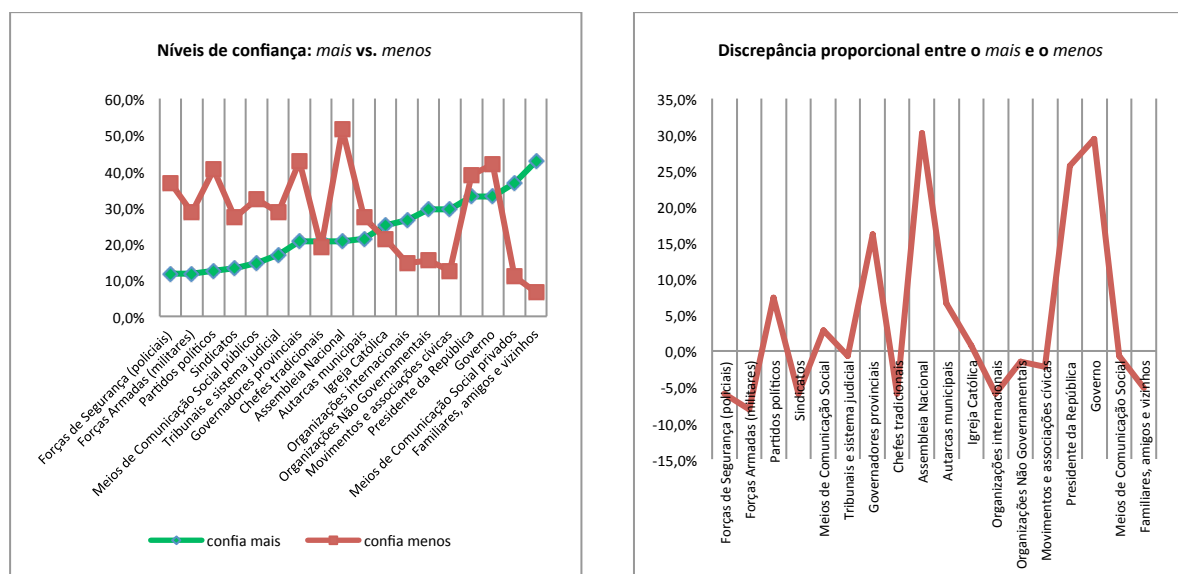 Níveis de confiança: mais vs. menos
60,0%
50,0%
40,0%
30,0%
20,0%
10,0%
0,0%
Forças de Segurança (policiais)
Forças Armadas (militares)
Partidos políticos
Sindicatos
Meios de Comunicação Social públicos
Tribunais e sistema judicial
Governadores provinciais
Chefes tradicionais
Assembleia Nacional
Autarcas municipais
Igreja Católica
Organizações internacionais
Organizações Não Governamentais
Movimentos e associações cívicas
Presidente da República
Governo
Meios de Comunicação Social privados
Familiares, amigos e vizinhos
confia mais
confia menos
Discrepância proporcional entre o mais e o menos
35,0%
30,0%
25,0%
20,0%
15,0%
10,0%
5,0%
0,0%
-5,0%
-10,0%
-15,0%
Forças de Segurança (policiais)
Forças Armadas (militares)
Partidos políticos
Sindicatos
Meios de Comunicação Social
Tribunais e sistema judicial
Governadores provinciais
Chefes tradicionais
Assembleia Nacional
Autarcas municipais
Igreja Católica
Organizações internacionais
Organizações Não Governamentais
Movimentos e associações cívicas
Presidente da República
Governo
Meios de Comunicação Social
Familiares, amigos e vizinhos